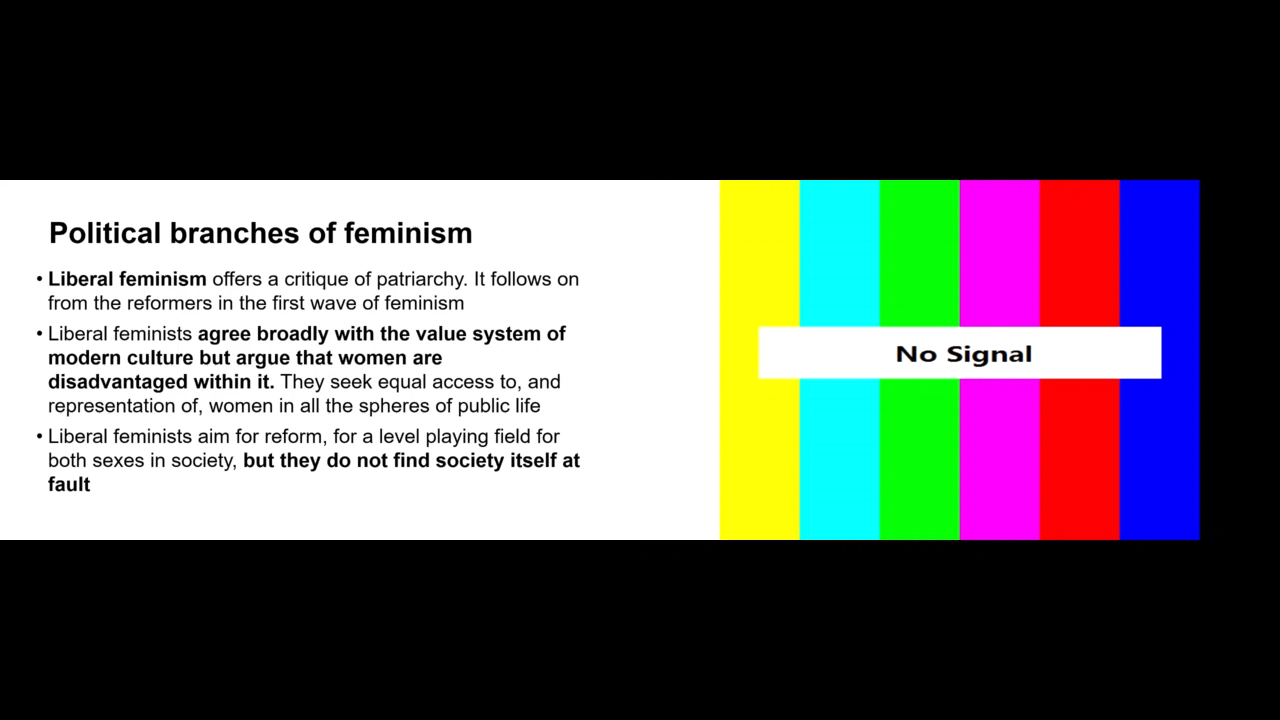 Political branches of feminism
• Liberal feminism offers a critique of patriarchy. It follows on
from the reformers in the first wave of feminism
• Liberal feminists agree broadly with the value system of
modern culture but argue that women are
disadvantaged within it. They seek equal access to, and
representation of, women in all the spheres of public life
• Liberal feminists aim for reform, for a level playing field for
both sexes in society, but they do not find society itself at
fault
No Signal